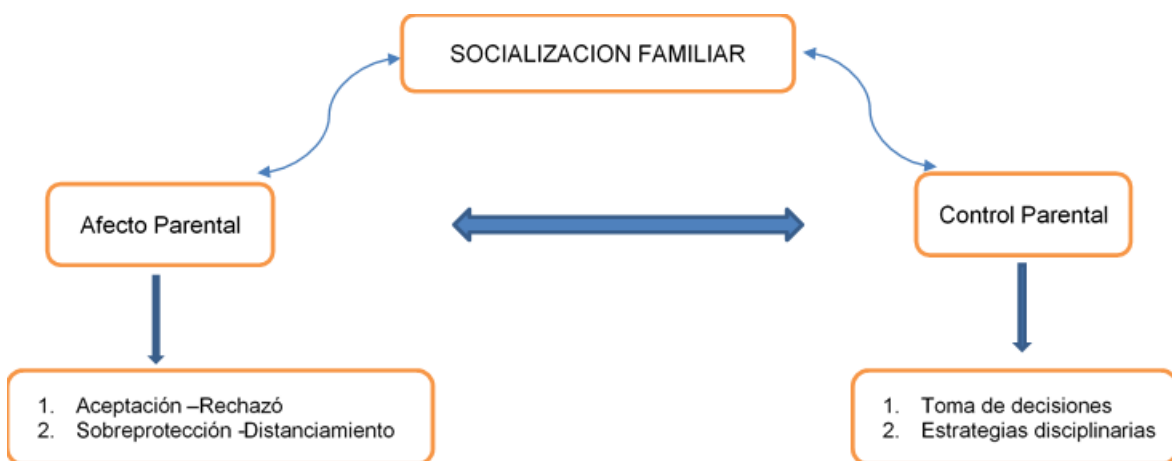 SOCIALIZACION FAMILIAR
Afecto Parental
Control Parental
1. Aceptación –Rechazó
2. Sobreprotección -Distanciamiento
1. Toma de decisiones
2. Estrategias disciplinarias